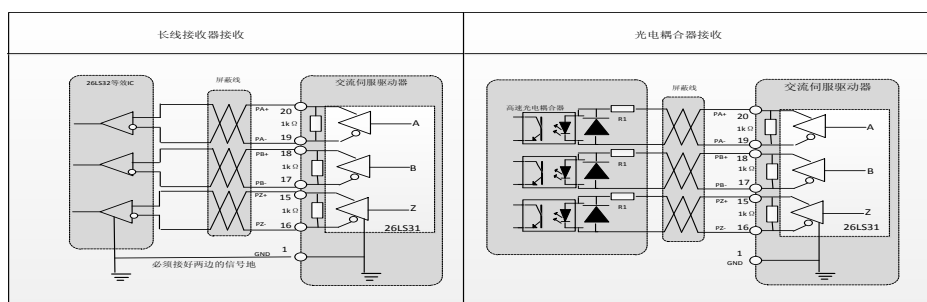 长线接收器接收
26LS32等效IC
屏蔽线
交流伺服驱动器
PA+
20
1kΩ
PA-
19
A
PB+
18
1kΩ
PB-
17
B
PZ+
15
1kΩ
PZ-
16
Z
26LS31
1
GND
必须接好两边的信号地
光电耦合器接收
高速光电耦合器
屏蔽线
交流伺服驱动器
R1
PA+
20
1kΩ
PA-
19
A
R1
PB+
18
1kΩ
PB-
17
B
R1
PZ+
15
1kΩ
PZ-
16
Z
26LS31
1
GND